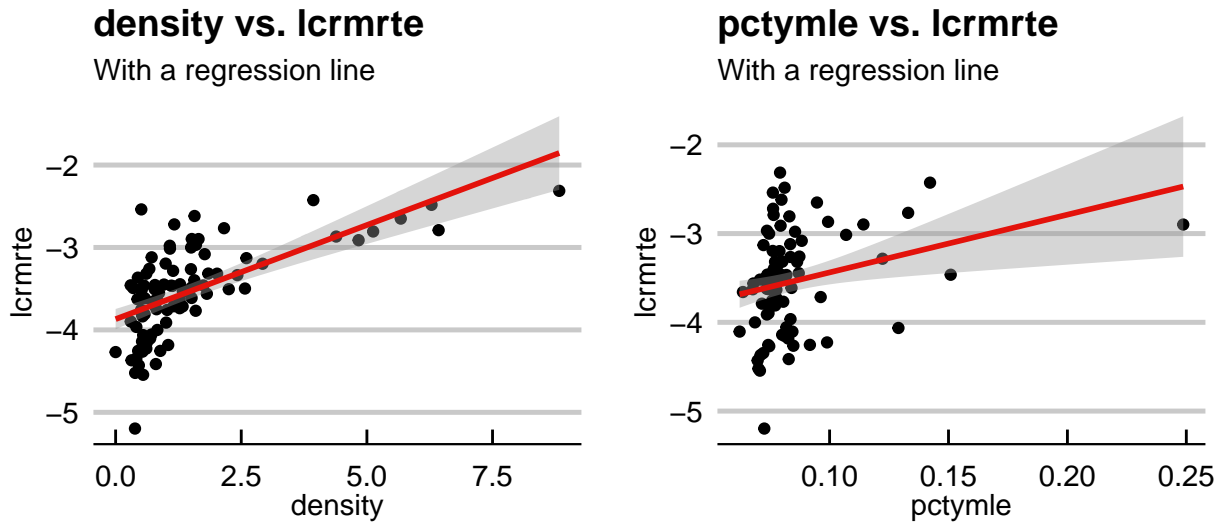 density vs. lcrmrte
With a regression line
lcrmrte
−2
−3
−4
−5
0.0 2.5 5.0 7.5
density
pctymle vs. lcrmrte
With a regression line
lcrmrte
−2
−3
−4
−5
0.10 0.15 0.20 0.25
pctymle